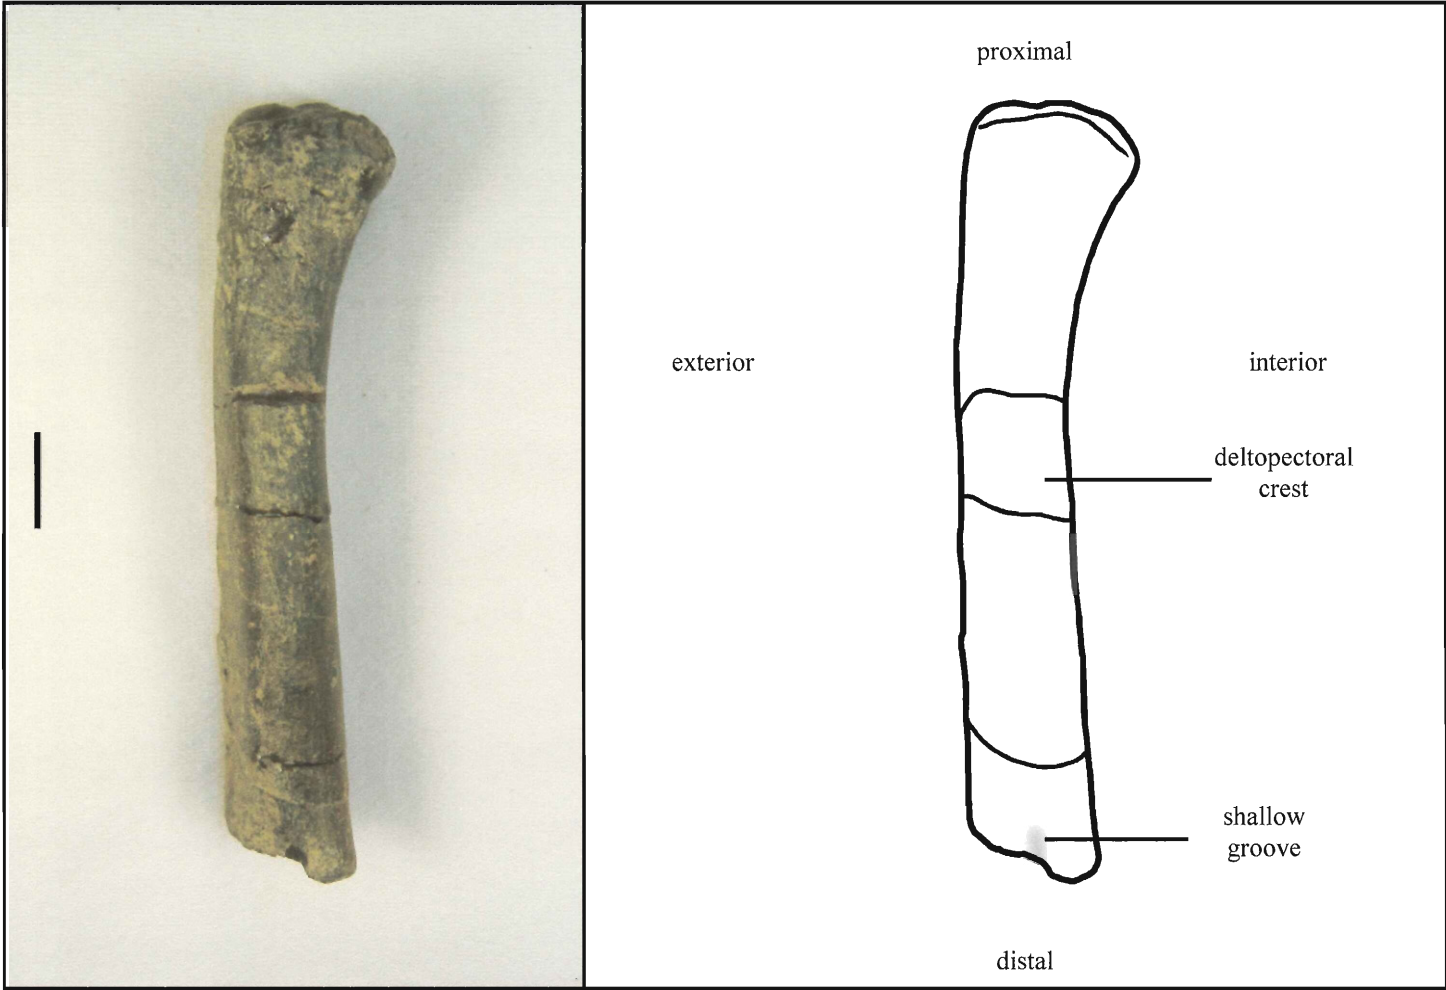 proximal
exterior
interior
deltopectoral
crest
shallow
groove
distal